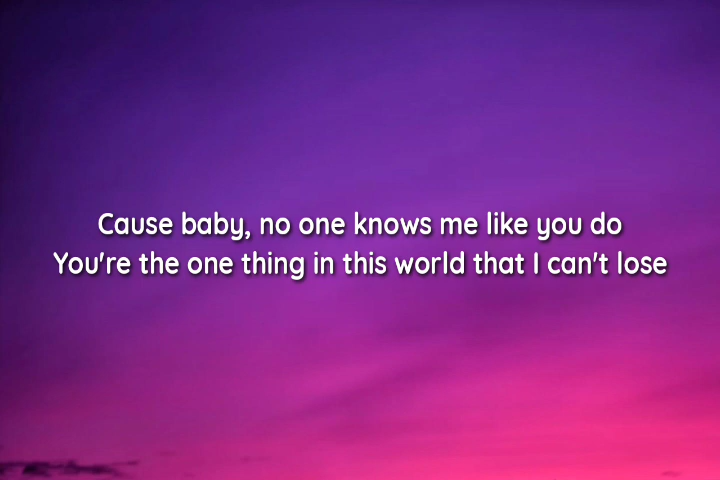 Cause baby, no one knows me like you do
You're the one thing in this world that I can't lose